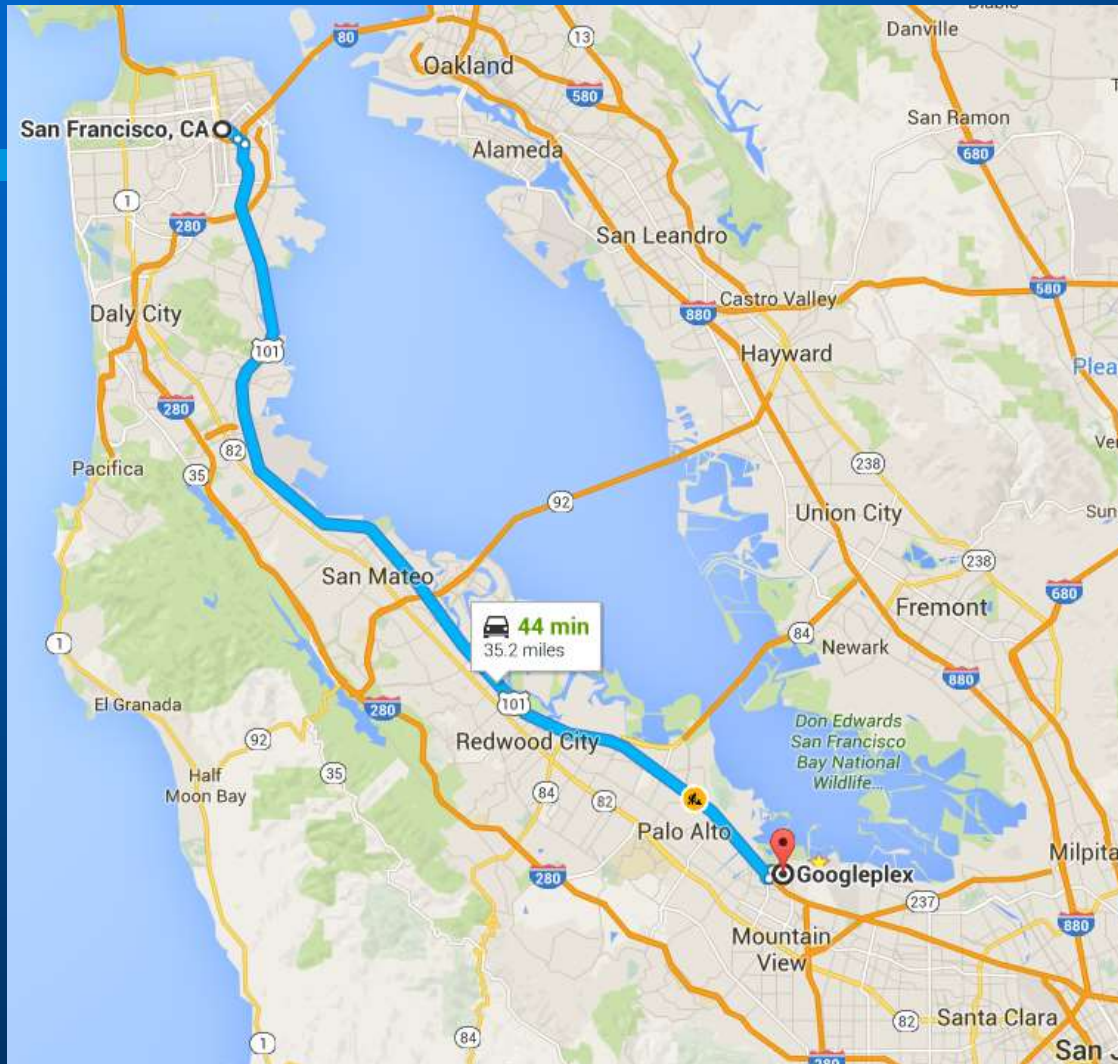 Diablo
Danville
80
13
Oakland
580
San Ramon
San Francisco, CA
Alameda
680
1
280
San Leandro
580
Castro Valley
880
Daly City
101
Hayward
Plea
280
82
Pacifica
35
238
92
Union City
Sun
238
San Mateo
680
44 min
35.2 miles
Fremont
84
1
Newark
101
880
El Granada
280
Don Edwards
San Francisco
Bay National
Wildlife...
92
Redwood City
35
Half
Moon Bay
84
82
Palo Alto
Milpita
280
Googleplex
237
880
Mountain
View
82
Santa Clara
84
1
San
280